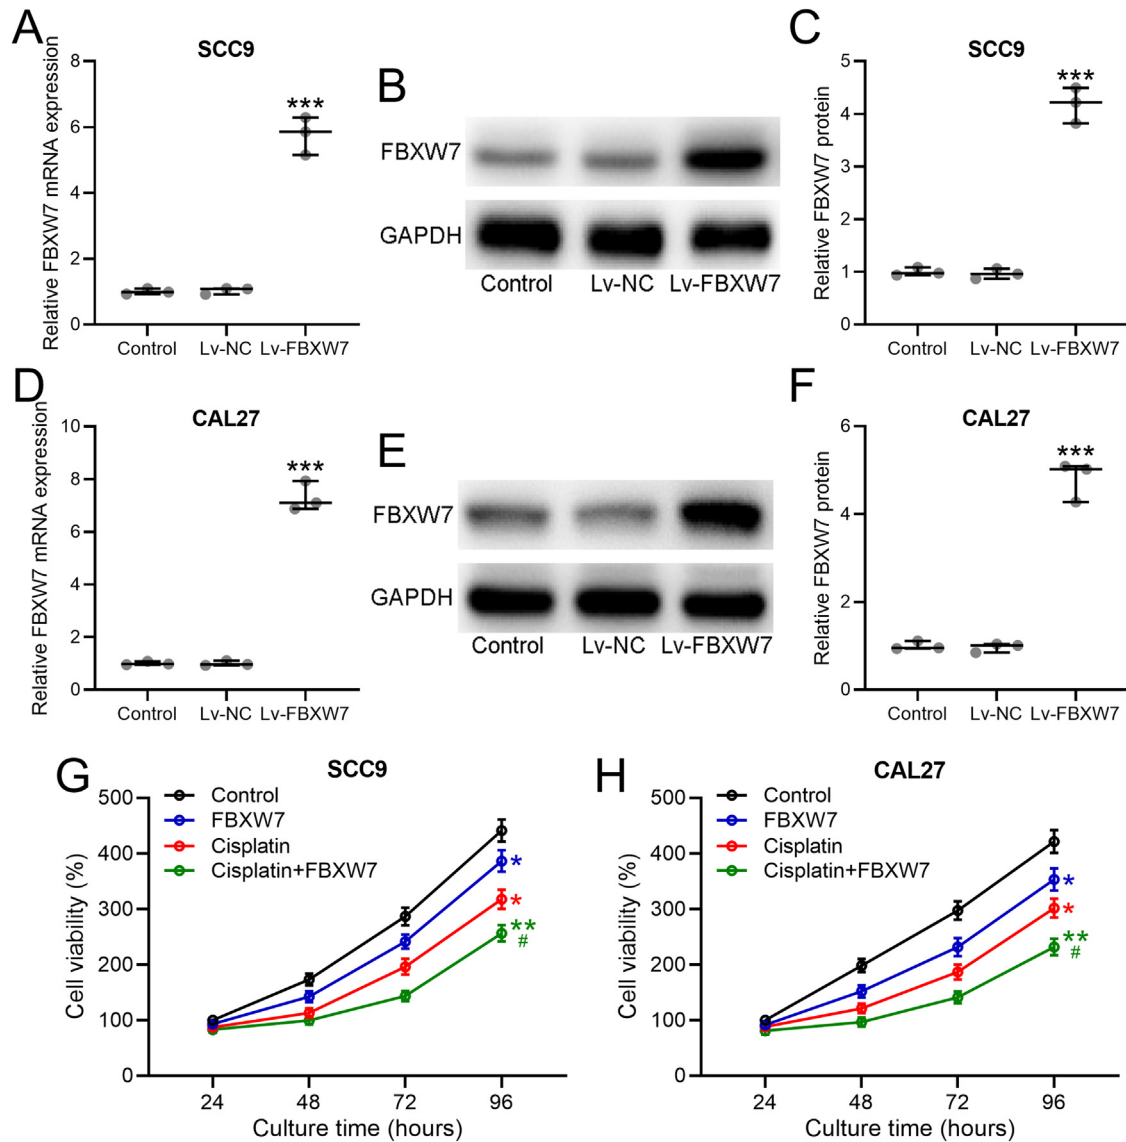 A
SCC9
Relative FBXW7 mRNA expression
8
6
4
2
0
***
Control Lv-NC Lv-FBXW7
B
FBXW7
GAPDH
Control Lv-NC Lv-FBXW7
C
SCC9
Relative FBXW7 protein
5
4
3
2
1
0
***
Control Lv-NC Lv-FBXW7
D
CAL27
Relative FBXW7 mRNA expression
10
8
6
4
2
0
***
Control Lv-NC Lv-FBXW7
E
FBXW7
GAPDH
Control Lv-NC Lv-FBXW7
F
CAL27
Relative FBXW7 protein
6
4
2
0
***
Control Lv-NC Lv-FBXW7
G
SCC9
Cell viability (%)
500
400
300
200
100
0
Control
FBXW7
Cisplatin
Cisplatin+FBXW7
*
*
**
#
24 48 72 96
Culture time (hours)
H
CAL27
Cell viability (%)
500
400
300
200
100
0
Control
FBXW7
Cisplatin
Cisplatin+FBXW7
*
*
**
#
24 48 72 96
Culture time (hours)